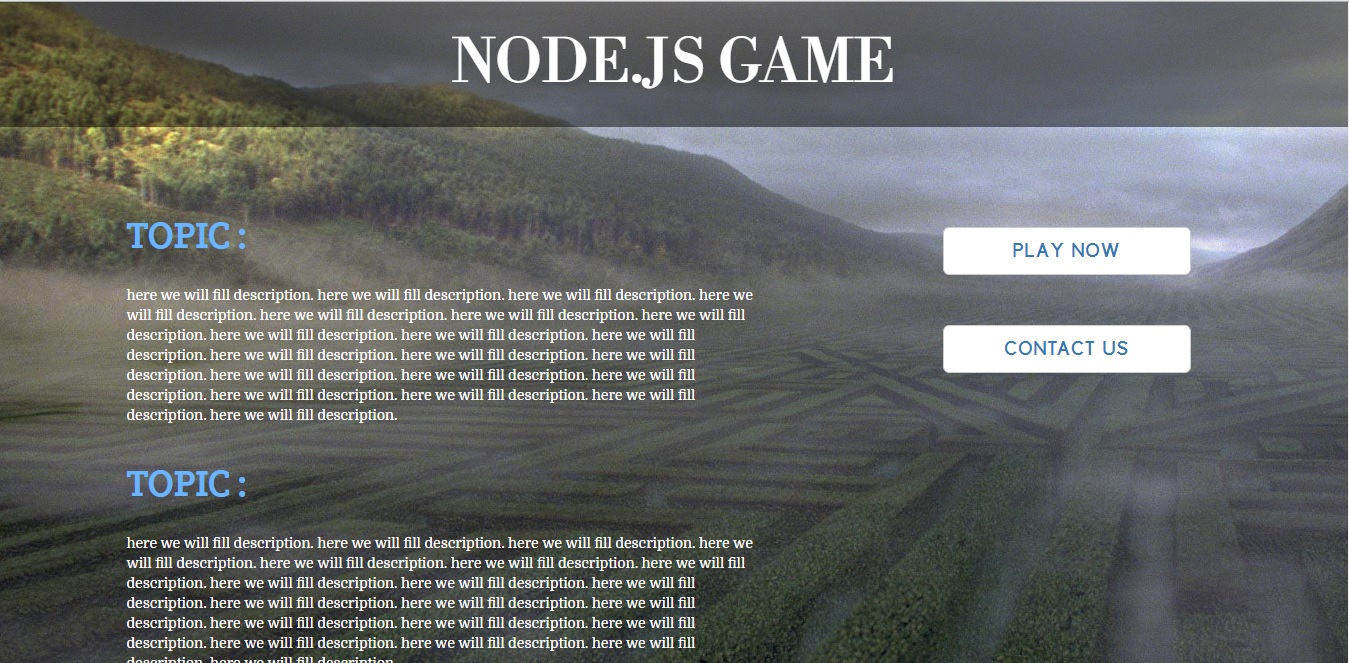 NODE.JS GAME
TOPIC :
here we will fill description. here we will fill description. here we will fill description. here we
will fill description. here we will fill description. here we will fill description. here we will fill
description. here we will fill description. here we will fill description. here we will fill
description. here we will fill description. here we will fill description. here we will fill
description. here we will fill description. here we will fill description. here we will fill
description. here we will fill description. here we will fill description. here we will fill
description. here we will fill description.
TOPIC :
here we will fill description. here we will fill description. here we will fill description. here we
will fill description. here we will fill description. here we will fill description. here we will fill
description. here we will fill description. here we will fill description. here we will fill
description. here we will fill description. here we will fill description. here we will fill
description. here we will fill description. here we will fill description. here we will fill
description. here we will fill description. here we will fill description. here we will fill
description. here we will fill description.
PLAY NOW
CONTACT US